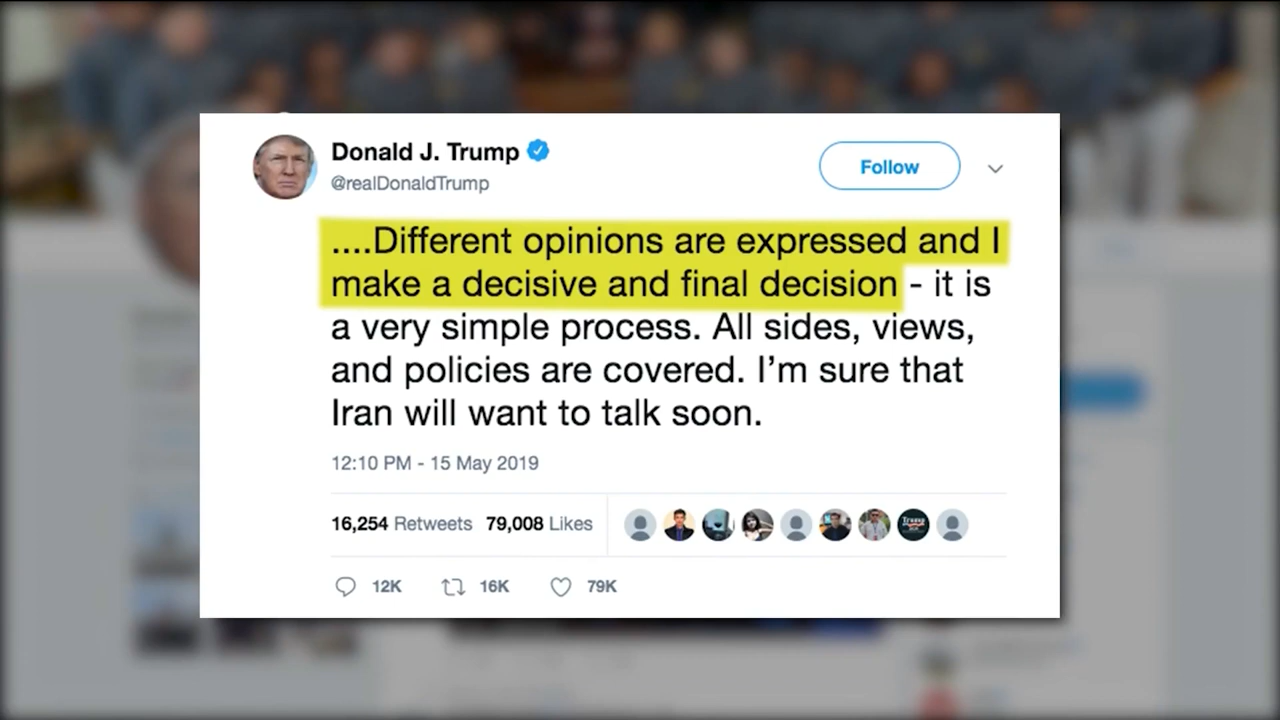 Donald J. Trump
@realDonaldTrump
Follow
....Different opinions are expressed and I
make a decisive and final decision - it is
a very simple process. All sides, views,
and policies are covered. I’m sure that
Iran will want to talk soon.
12:10 PM - 15 May 2019
16,254 Retweets 79,008 Likes
12K 16K 79K